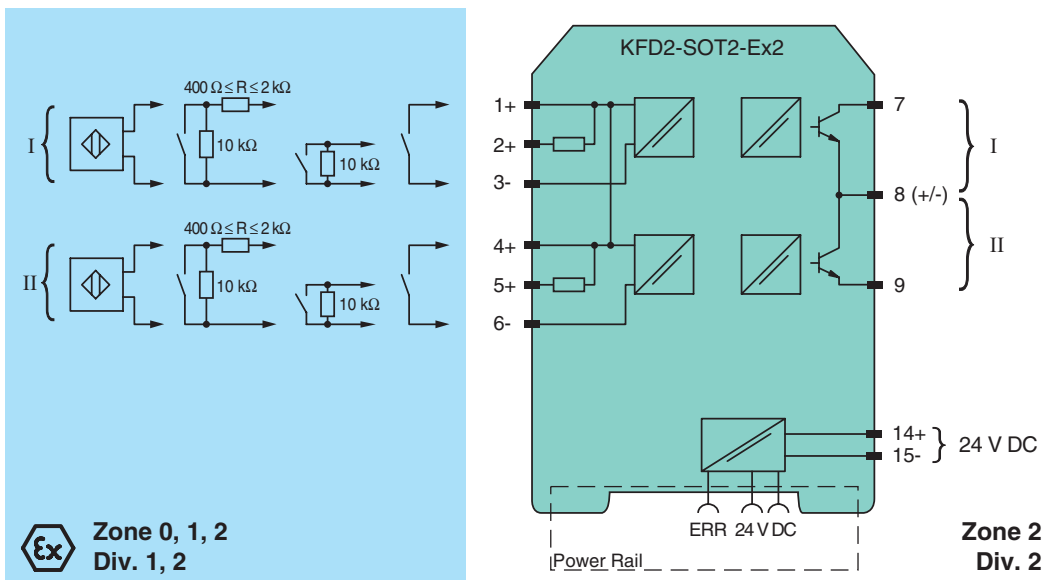 400 Ω ≤ R ≤ 2 kΩ
I
10 kΩ
10 kΩ
400 Ω ≤ R ≤ 2 kΩ
II
10 kΩ
10 kΩ
Ex
Zone 0, 1, 2
Div. 1, 2
KFD2-SOT2-Ex2
1+
2+
3-
4+
5+
6-
7
I
8 (+/-)
II
9
14+
15-
24 V DC
ERR 24 V DC
Power Rail
Zone 2
Div. 2